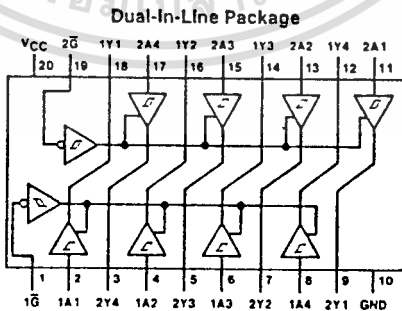 Dual-In-Line Package
VCC 2G̅ 1Y1 2A4 1Y2 2A3 1Y3 2A2 1Y4 2A1
20 19 18 17 16 15 14 13 12 11
1 2 3 4 5 6 7 8 9 10
1G̅ 1A1 2Y4 1A2 2Y3 1A3 2Y2 1A4 2Y1 GND